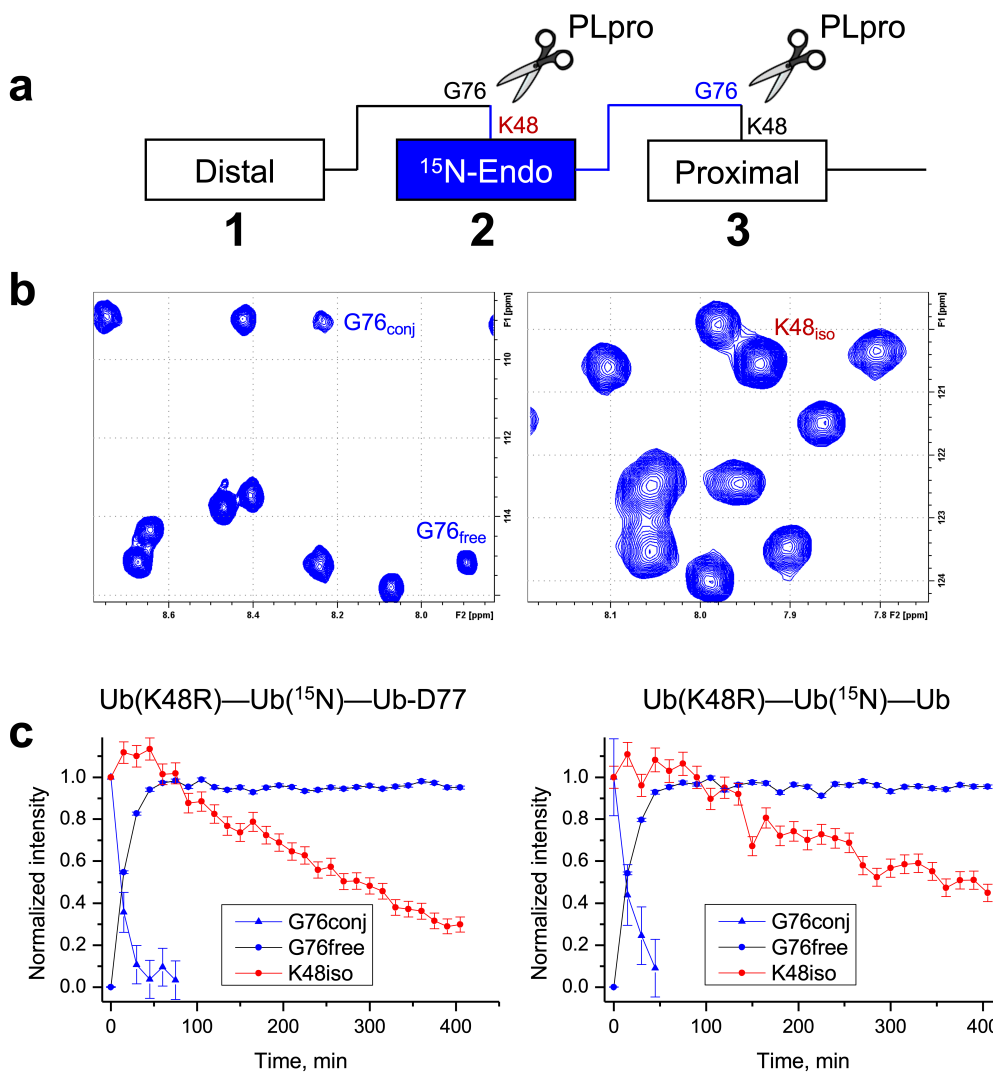 a
PLpro PLpro
G76 G76
K48 K48
Distal ¹⁵N-Endo Proximal
1 2 3
b
G76conj
G76free
110
112
114
F1 [ppm]
8.6 8.4 8.2 8.0 F2 [ppm]
K48iso
121
122
123
124
F1 [ppm]
8.1 8.0 7.9 7.8 F2 [ppm]
c
Ub(K48R)—Ub(¹⁵N)—Ub-D77
Normalized intensity
1.0
0.8
0.6
0.4
0.2
0.0
G76conj
G76free
K48iso
0 100 200 300 400
Time, min
Ub(K48R)—Ub(¹⁵N)—Ub
Normalized intensity
1.0
0.8
0.6
0.4
0.2
0.0
G76conj
G76free
K48iso
0 100 200 300 400
Time, min